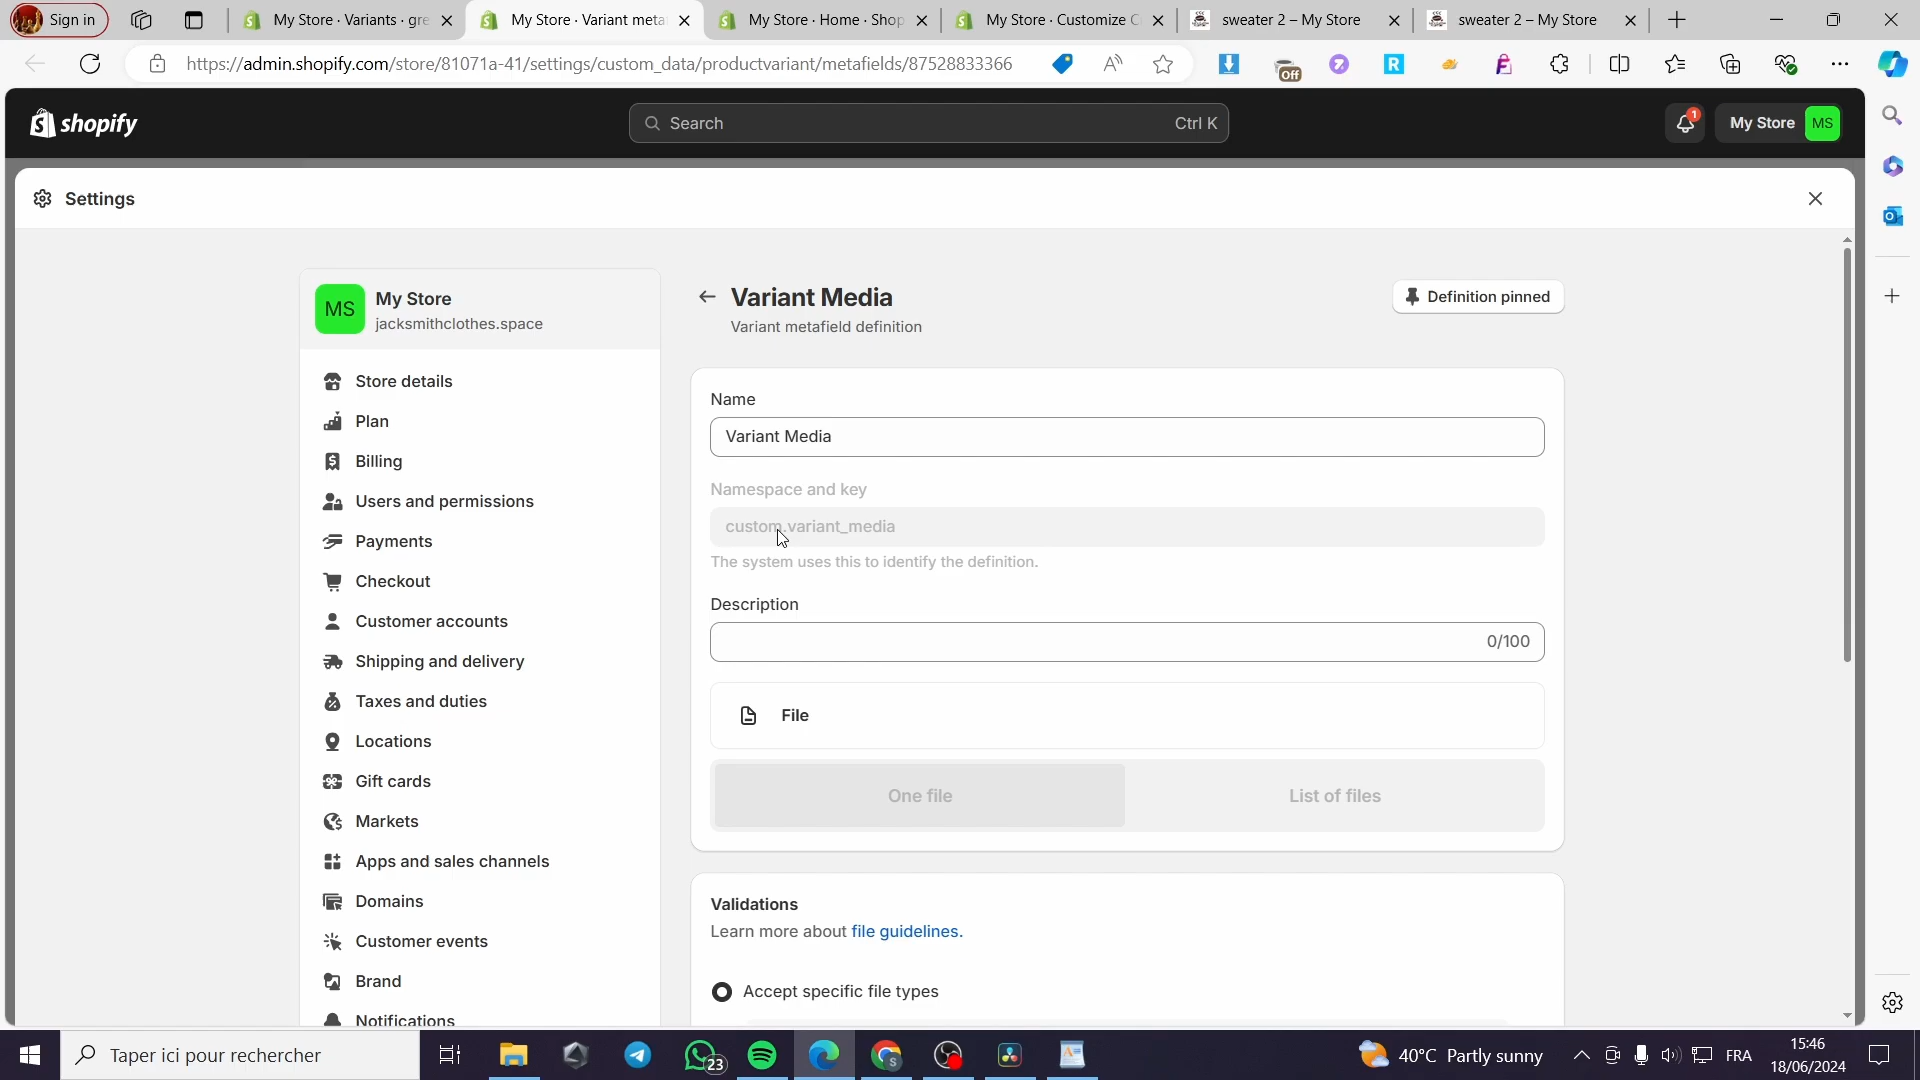 Sign in
My Store · Variants · gre
My Store · Variant meta
My Store · Home · Shop
My Store · Customize C
sweater 2 – My Store
sweater 2 – My Store
https://admin.shopify.com/store/81071a-41/settings/custom_data/productvariant/metafields/87528833366
Off
shopify
Search
Ctrl K
1
My Store
MS
Settings
MS
My Store
jacksmithclothes.space
Store details
Plan
Billing
Users and permissions
Payments
Checkout
Customer accounts
Shipping and delivery
Taxes and duties
Locations
Gift cards
Markets
Apps and sales channels
Domains
Customer events
Brand
Notifications
Variant Media
Variant metafield definition
Definition pinned
Name
Variant Media
Namespace and key
custom.variant_media
The system uses this to identify the definition.
Description
0/100
File
One file
List of files
Validations
Learn more about file guidelines.
Accept specific file types
Taper ici pour rechercher
23
40°C Partly sunny
FRA
15:46
18/06/2024